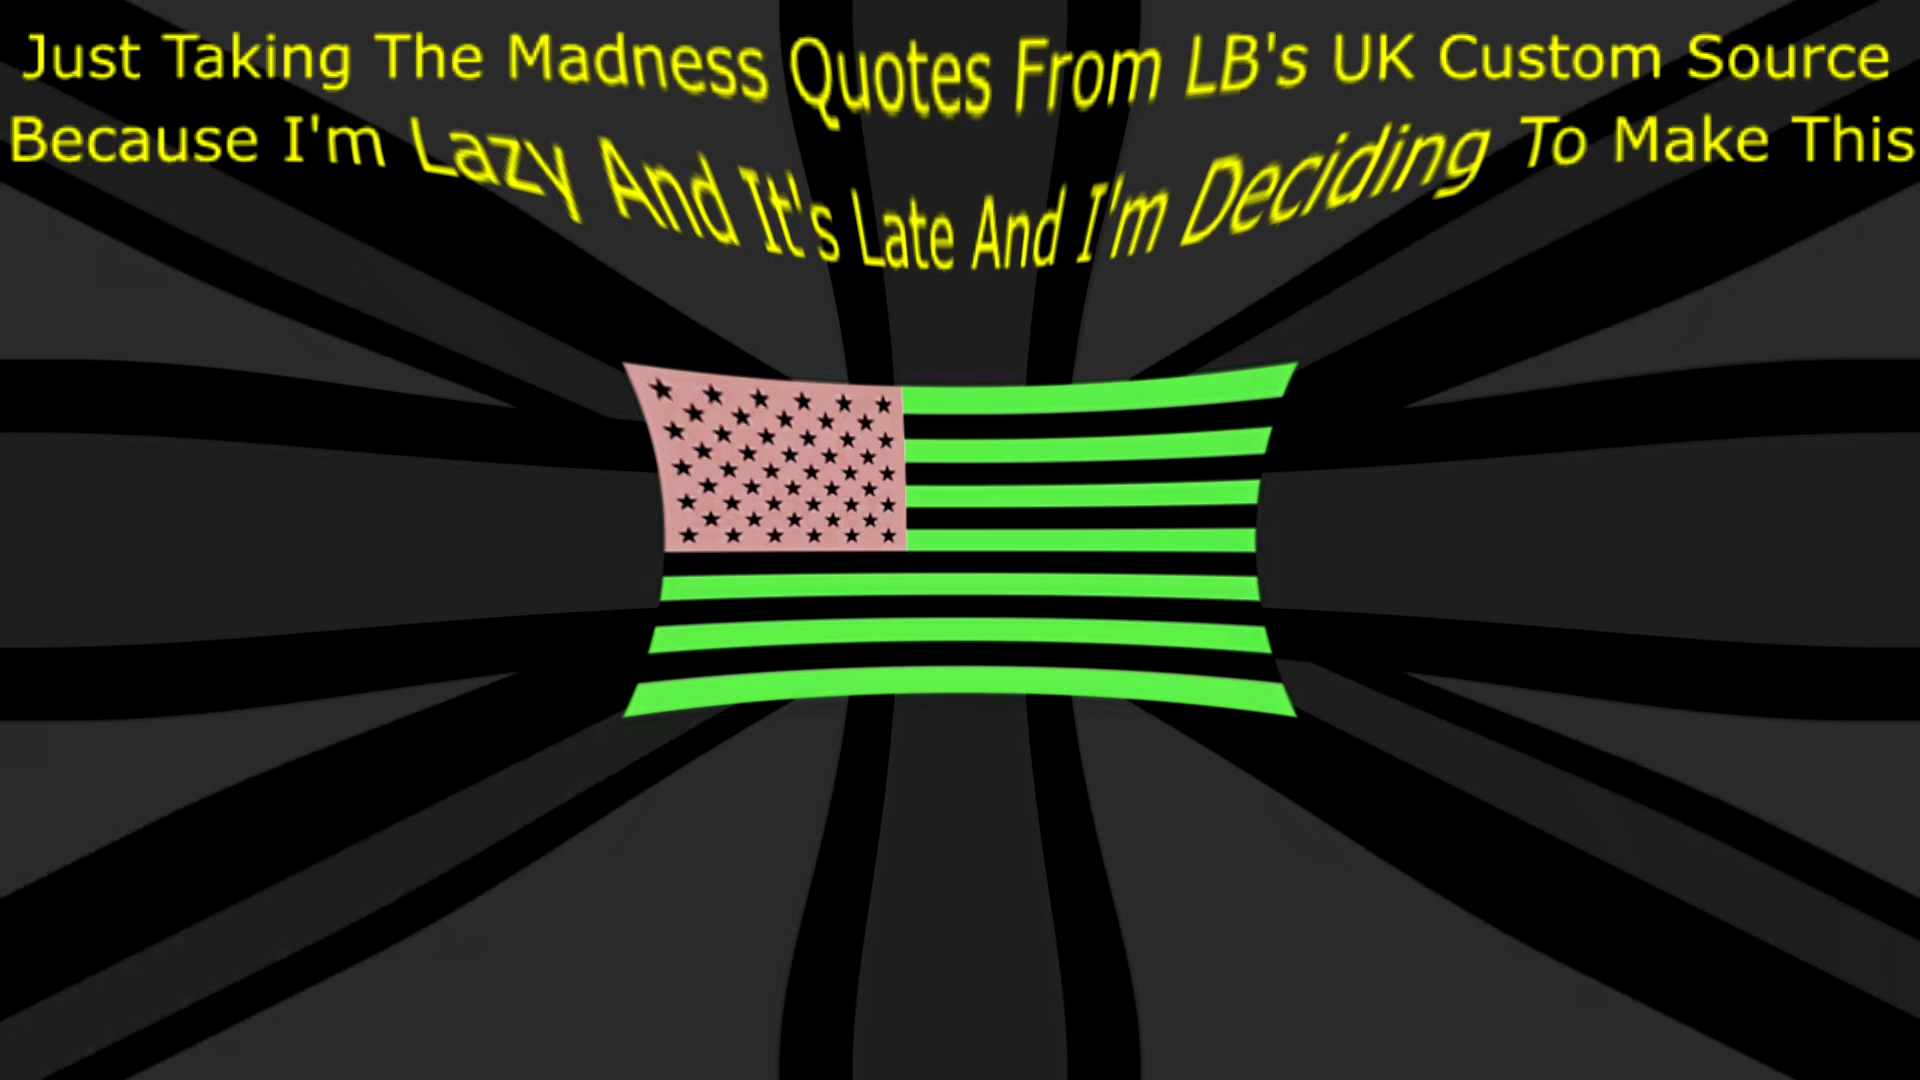 Just Taking The Madness Quotes From LB's UK Custom Source
Because I'm Lazy And It's Late And I'm Deciding To Make This